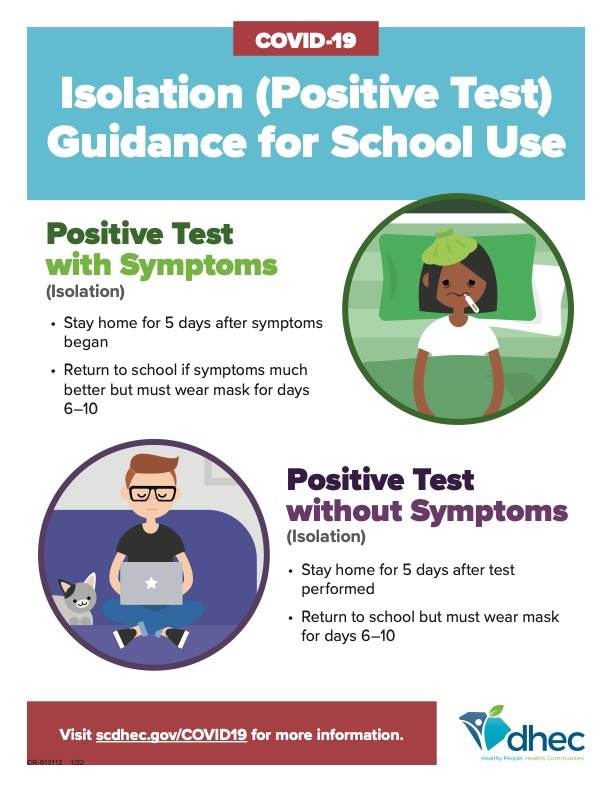 COVID-19
Isolation (Positive Test)
Guidance for School Use
Positive Test
with Symptoms
(Isolation)
• Stay home for 5 days after symptoms
began
• Return to school if symptoms much
better but must wear mask for days
6–10
Positive Test
without Symptoms
(Isolation)
• Stay home for 5 days after test
performed
• Return to school but must wear mask
for days 6–10
Visit scdhec.gov/COVID19 for more information.
CR-013112 1/22
dhec
Healthy People. Healthy Communities.